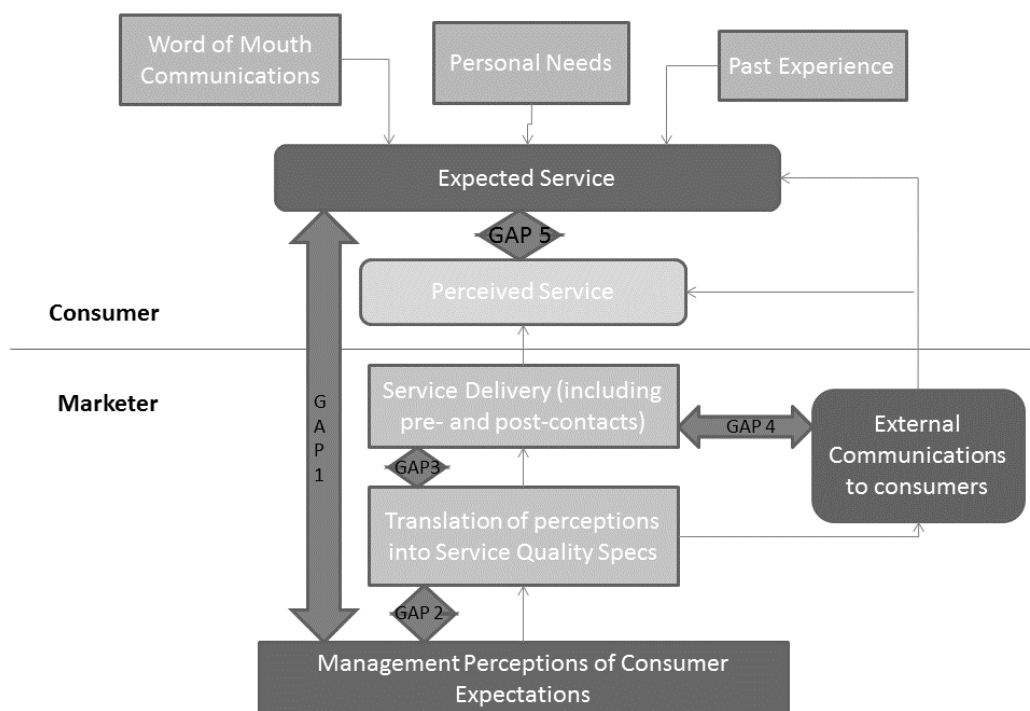 Word of Mouth
Communications
Personal Needs
Past Experience
Expected Service
GAP 5
Perceived Service
Consumer
Marketer
G
A
P
1
Service Delivery (including
pre- and post-contacts)
GAP 4
External
Communications
to consumers
GAP3
Translation of perceptions
into Service Quality Specs
GAP 2
Management Perceptions of Consumer
Expectations